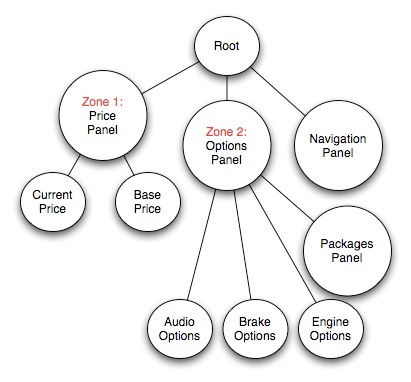 Root
Zone 1:
Price
Panel
Zone 2:
Options
Panel
Navigation
Panel
Current
Price
Base
Price
Packages
Panel
Audio
Options
Brake
Options
Engine
Options